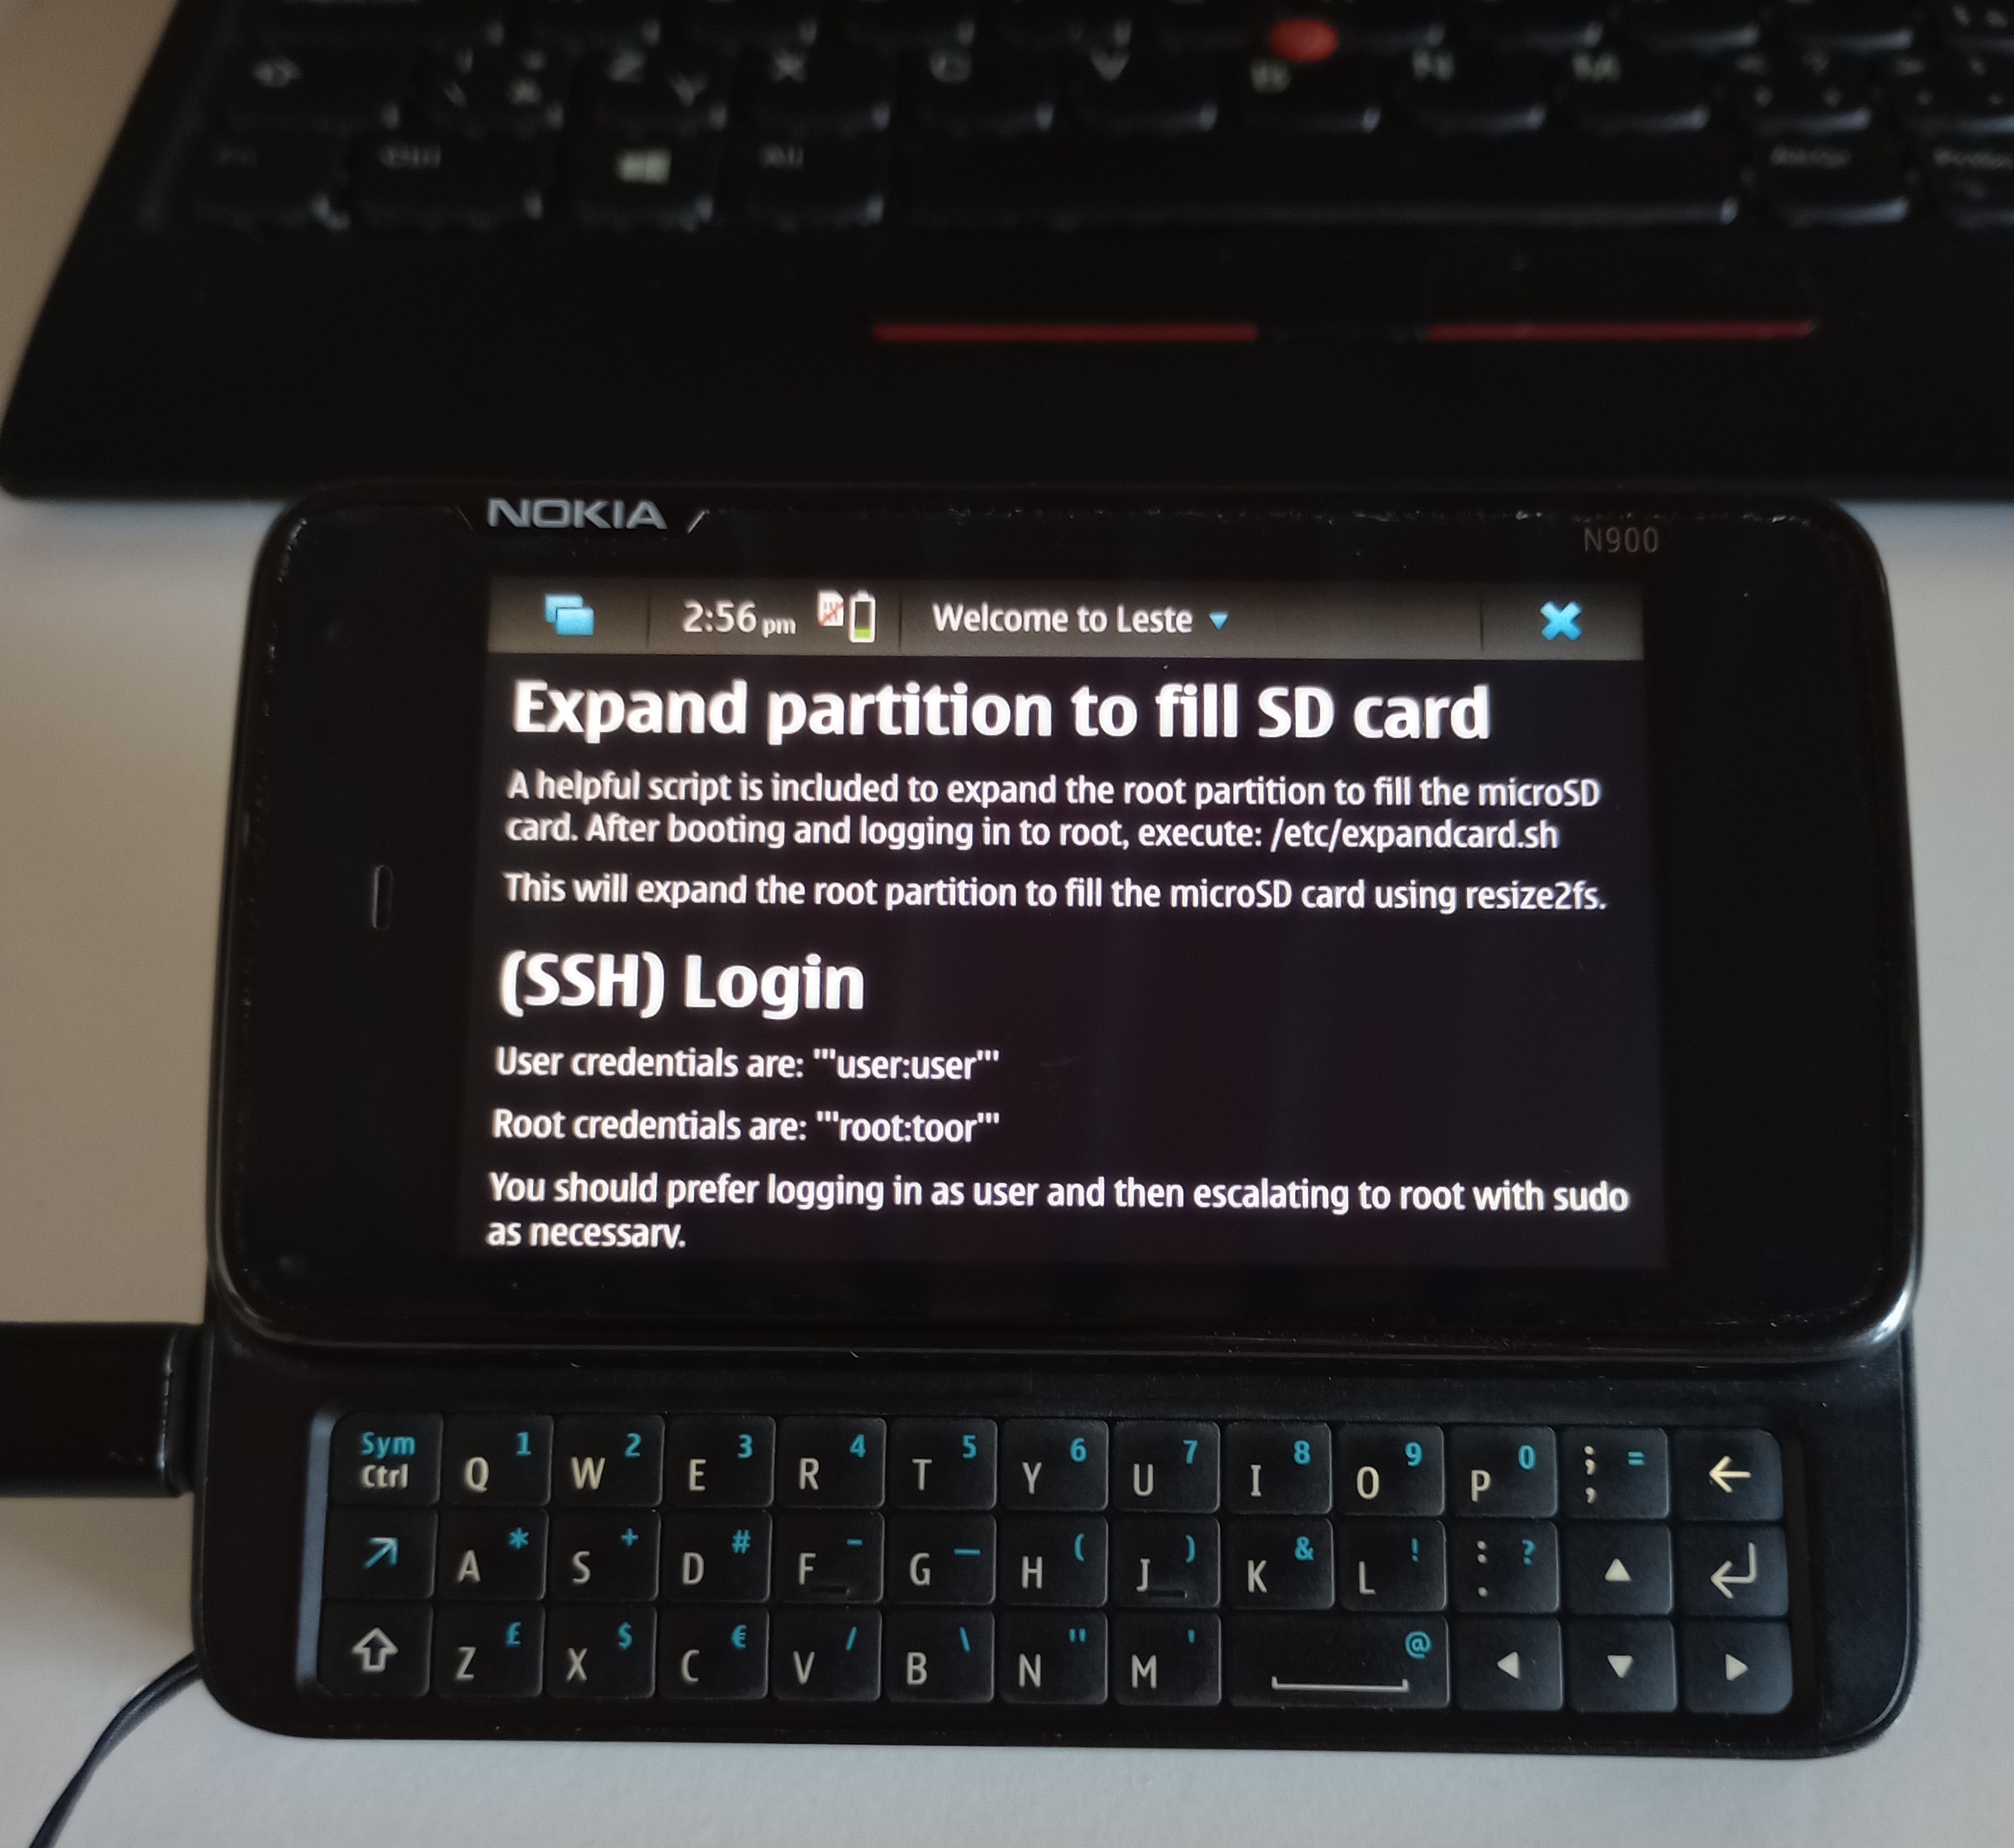 Z Y X C V B N M
Ctrl Alt
NOKIA
N900
2:56 pm Welcome to Leste
Expand partition to fill SD card
A helpful script is included to expand the root partition to fill the microSD
card. After booting and logging in to root, execute: /etc/expandcard.sh
This will expand the root partition to fill the microSD card using resize2fs.
(SSH) Login
User credentials are: '''user:user'''
Root credentials are: '''root:toor'''
You should prefer logging in as user and then escalating to root with sudo
as necessary.
Sym 1 2 3 4 5 6 7 8 9 0 ; =
Ctrl Q W E R T Y U I O P ,
* + # - _ ( ) & ! : ?
A S D F G H J K L .
£ $ € / \ " ' @
Z X C V B N M